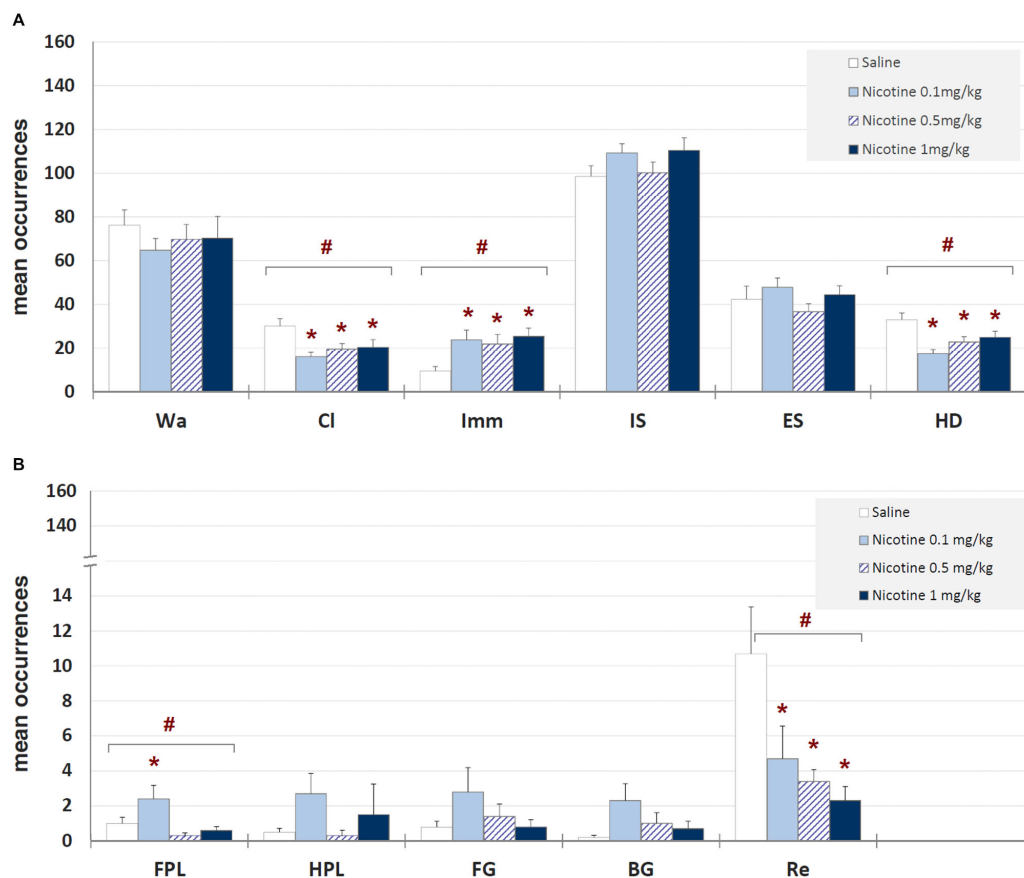 A
mean occurrences
160
140
120
100
80
60
40
20
0
Saline
Nicotine 0.1mg/kg
Nicotine 0.5mg/kg
Nicotine 1mg/kg
# # #
* * * * * * * * *
Wa Cl Imm IS ES HD
B
mean occurrences
160
140
14
12
10
8
6
4
2
0
Saline
Nicotine 0.1 mg/kg
Nicotine 0.5 mg/kg
Nicotine 1 mg/kg
# #
* * * *
FPL HPL FG BG Re